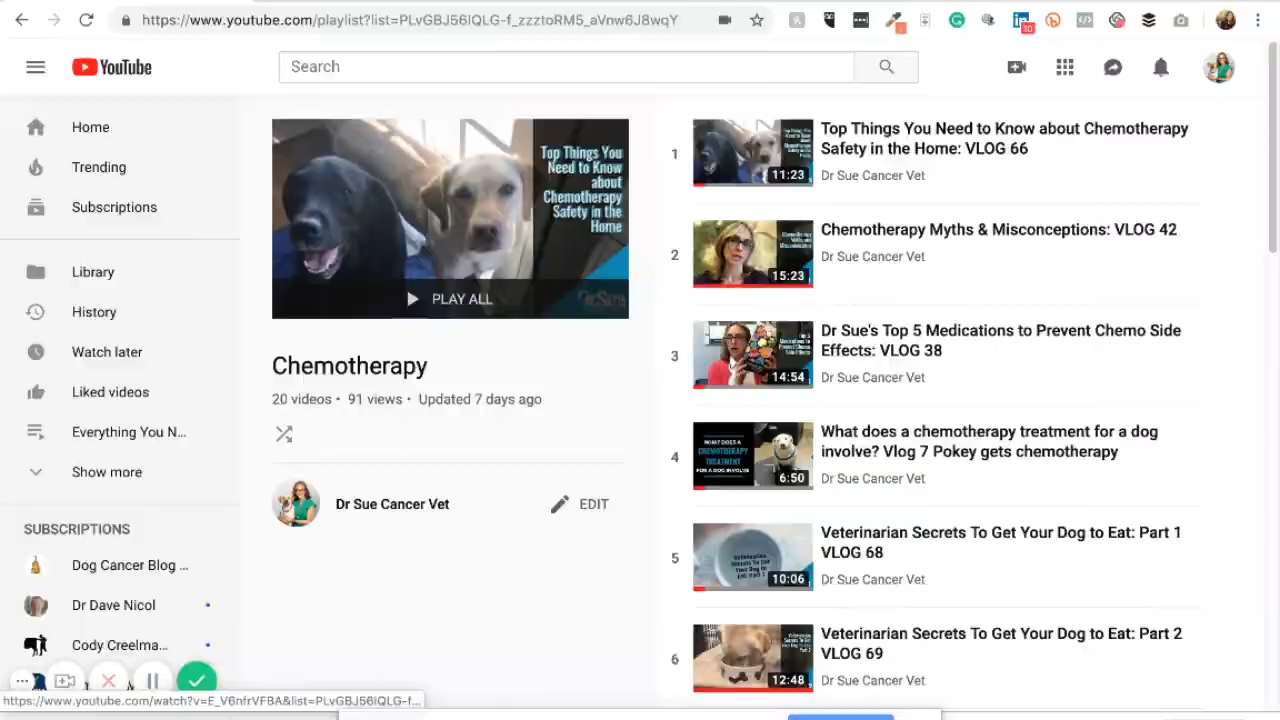 https://www.youtube.com/playlist?list=PLvGBJ56lQLG-f_zzztoRM5_aVnw6J8wqY
10
YouTube
Search
Home
Trending
Subscriptions
Library
History
Watch later
Liked videos
Everything You N...
Show more
SUBSCRIPTIONS
Dog Cancer Blog ...
Dr Dave Nicol
Cody Creelma...
https://www.youtube.com/watch?v=E_V6nfrVFBA&list=PLvGBJ56lQLG-f...
Top Things You
Need to Know
about
Chemotherapy
Safety in the
Home
PLAY ALL
Chemotherapy
20 videos • 91 views • Updated 7 days ago
Dr Sue Cancer Vet
EDIT
1
11:23
Top Things You Need to Know about Chemotherapy
Safety in the Home: VLOG 66
Dr Sue Cancer Vet
2
15:23
Chemotherapy Myths & Misconceptions: VLOG 42
Dr Sue Cancer Vet
3
14:54
Dr Sue's Top 5 Medications to Prevent Chemo Side
Effects: VLOG 38
Dr Sue Cancer Vet
4
WHAT DOES A
CHEMOTHERAPY
TREATMENT
FOR A DOG INVOLVE
6:50
What does a chemotherapy treatment for a dog
involve? Vlog 7 Pokey gets chemotherapy
Dr Sue Cancer Vet
5
10:06
Veterinarian Secrets To Get Your Dog to Eat: Part 1
VLOG 68
Dr Sue Cancer Vet
6
12:48
Veterinarian Secrets To Get Your Dog to Eat: Part 2
VLOG 69
Dr Sue Cancer Vet